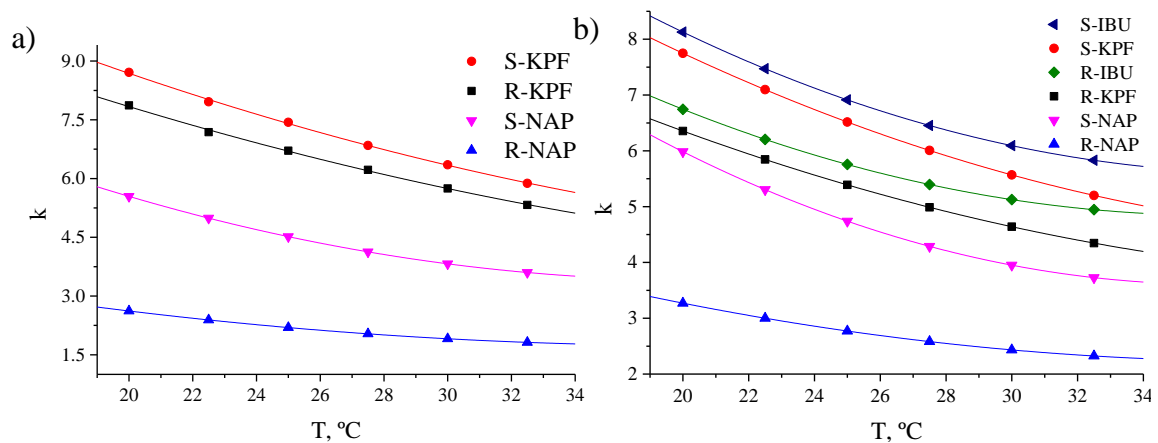 a)
9.0
7.5
6.0
4.5
3.0
1.5
k
20 22 24 26 28 30 32 34
T, ºC
S-KPF
R-KPF
S-NAP
R-NAP
b)
8
7
6
5
4
3
2
k
20 22 24 26 28 30 32 34
T, ºC
S-IBU
S-KPF
R-IBU
R-KPF
S-NAP
R-NAP